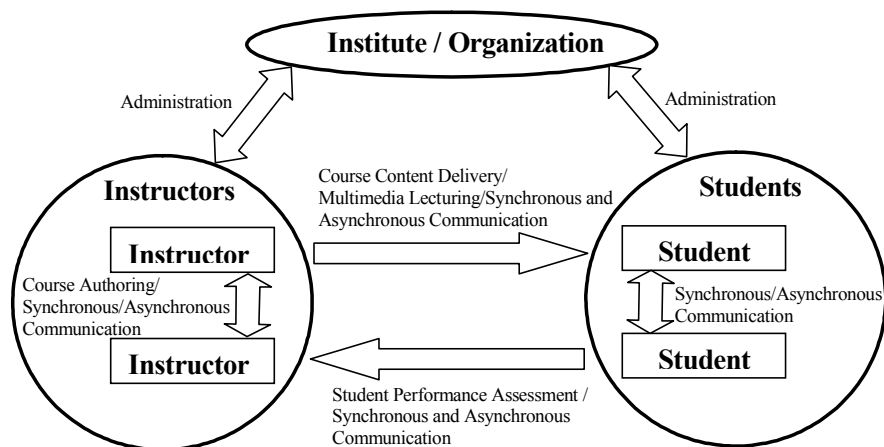 Institute / Organization
Administration
Administration
Instructors
Course Content Delivery/
Multimedia Lecturing/Synchronous and
Asynchronous Communication
Students
Instructor
Student
Course Authoring/
Synchronous/Asynchronous
Communication
Synchronous/Asynchronous
Communication
Instructor
Student
Student Performance Assessment /
Synchronous and Asynchronous
Communication